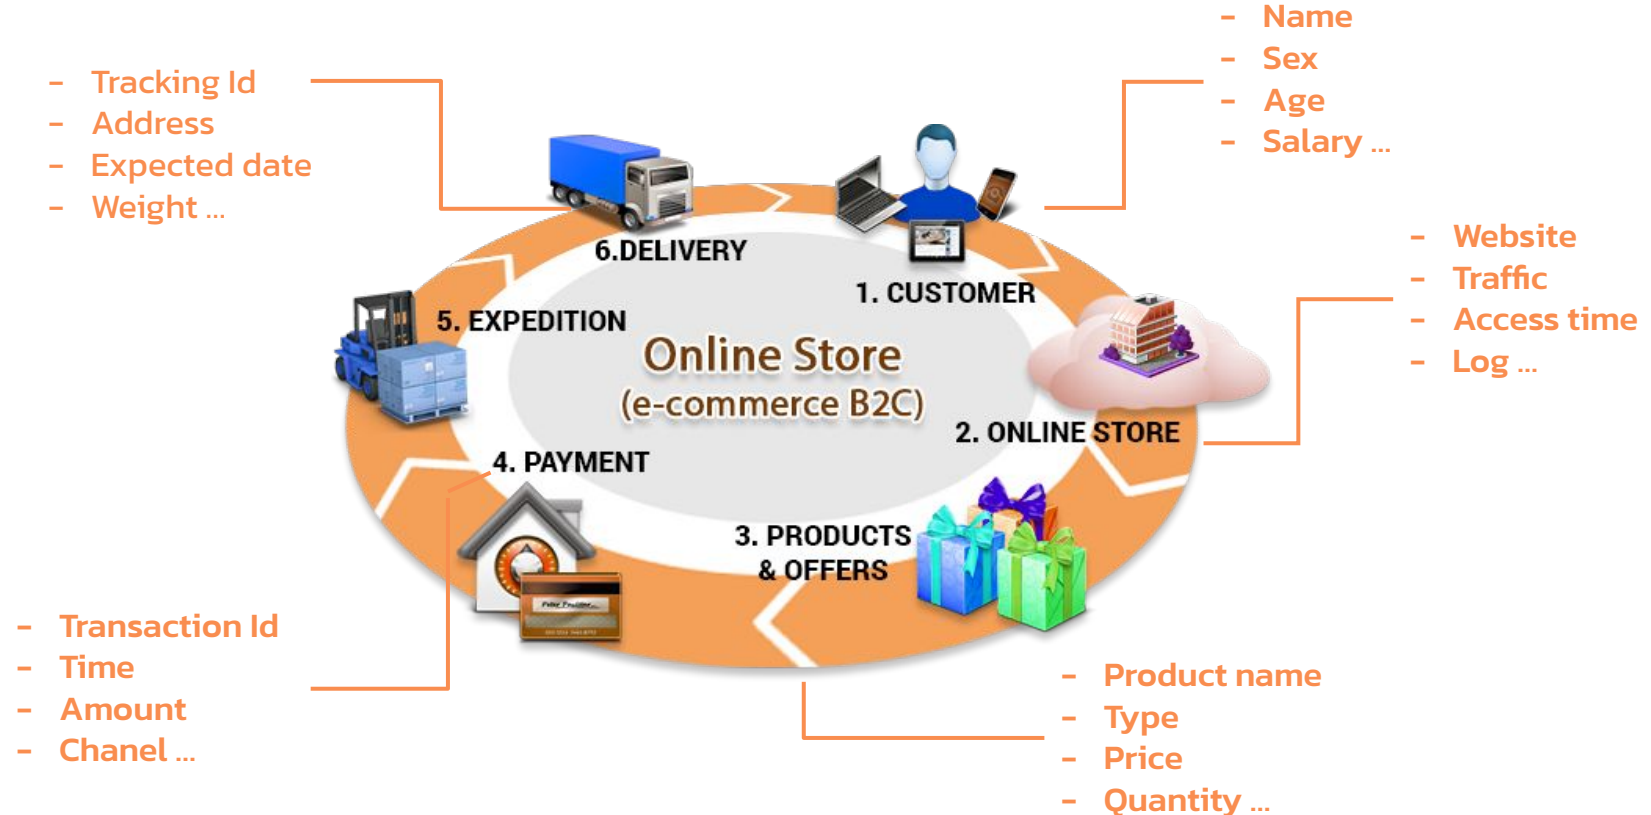 - Name
- Sex
- Age
- Salary ...
- Tracking Id
- Address
- Expected date
- Weight ...
- Website
- Traffic
- Access time
- Log ...
6.DELIVERY
1. CUSTOMER
5. EXPEDITION
Online Store
(e-commerce B2C)
2. ONLINE STORE
4. PAYMENT
3. PRODUCTS
& OFFERS
- Transaction Id
- Time
- Amount
- Chanel ...
- Product name
- Type
- Price
- Quantity ...